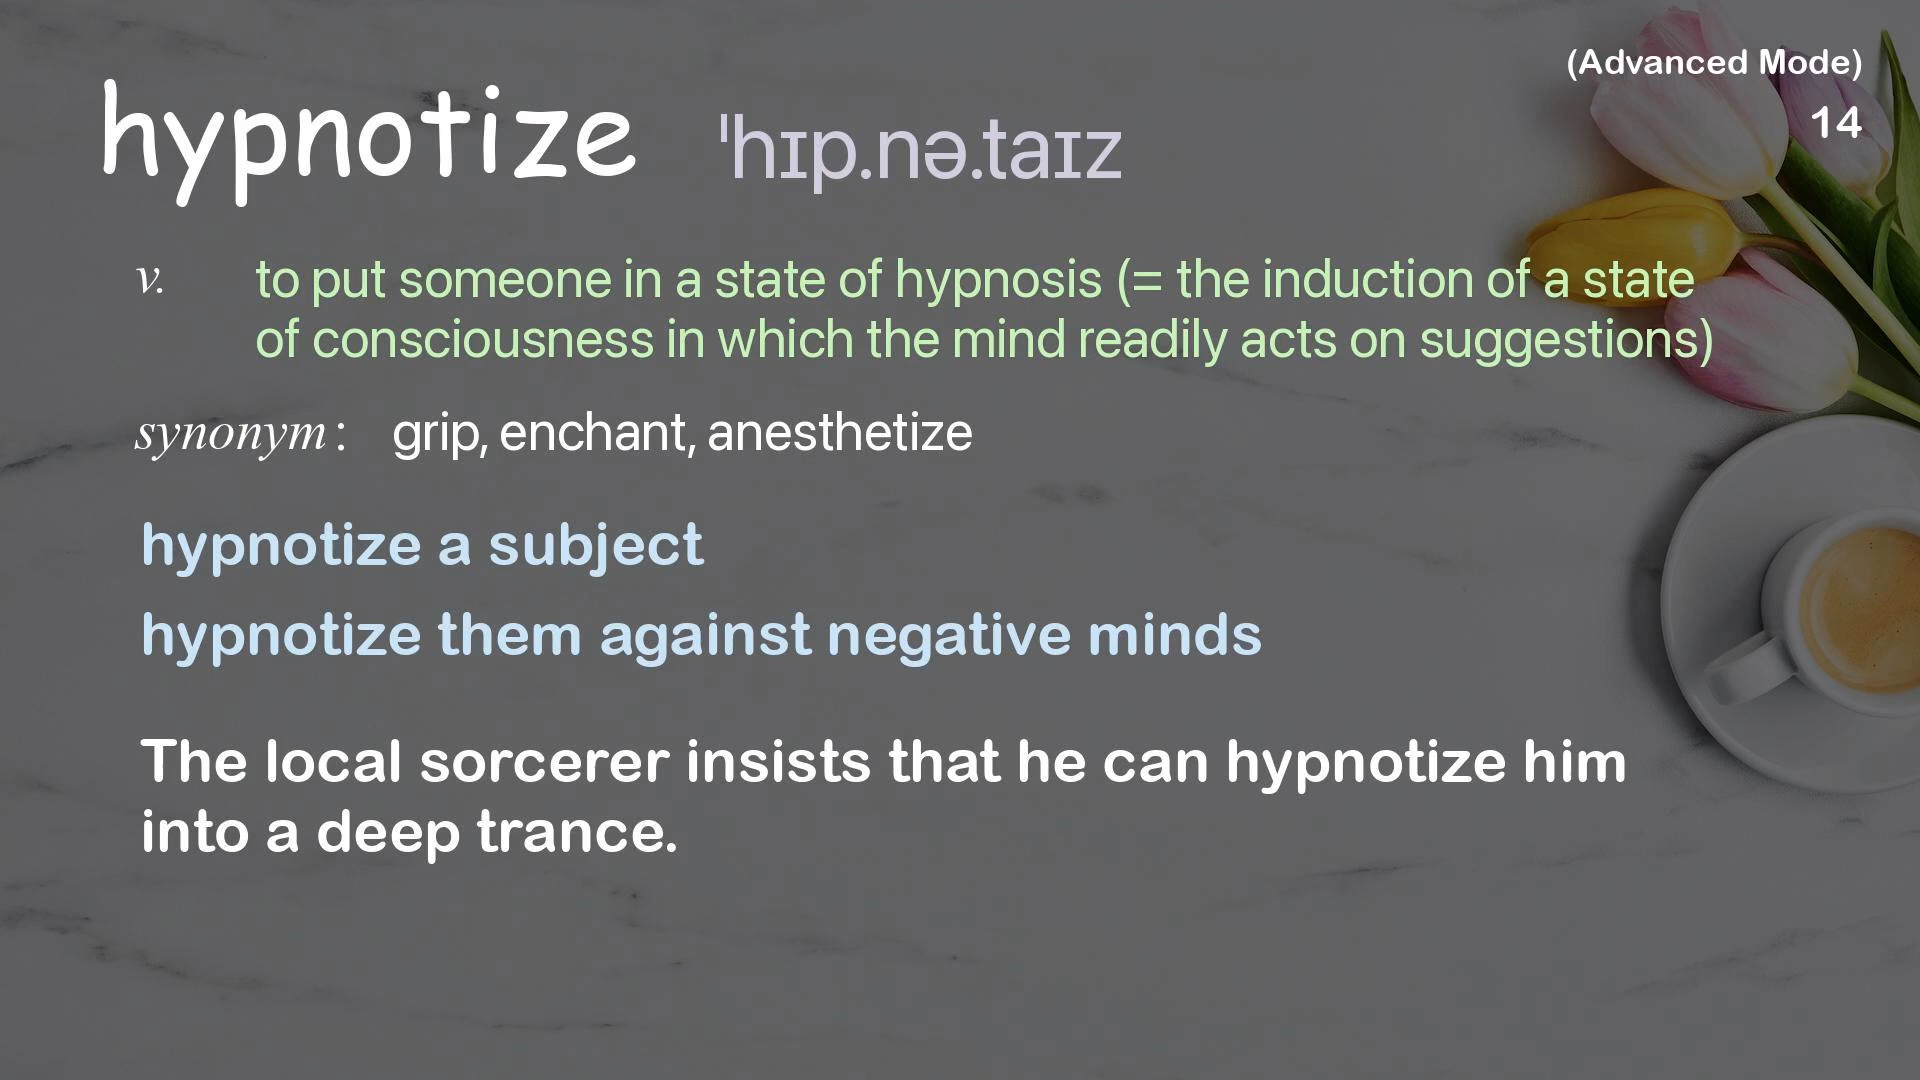 (Advanced Mode)
14
hypnotize ˈhɪp.nə.taɪz
v. to put someone in a state of hypnosis (= the induction of a state
of consciousness in which the mind readily acts on suggestions)
synonym: grip, enchant, anesthetize
hypnotize a subject
hypnotize them against negative minds
The local sorcerer insists that he can hypnotize him
into a deep trance.